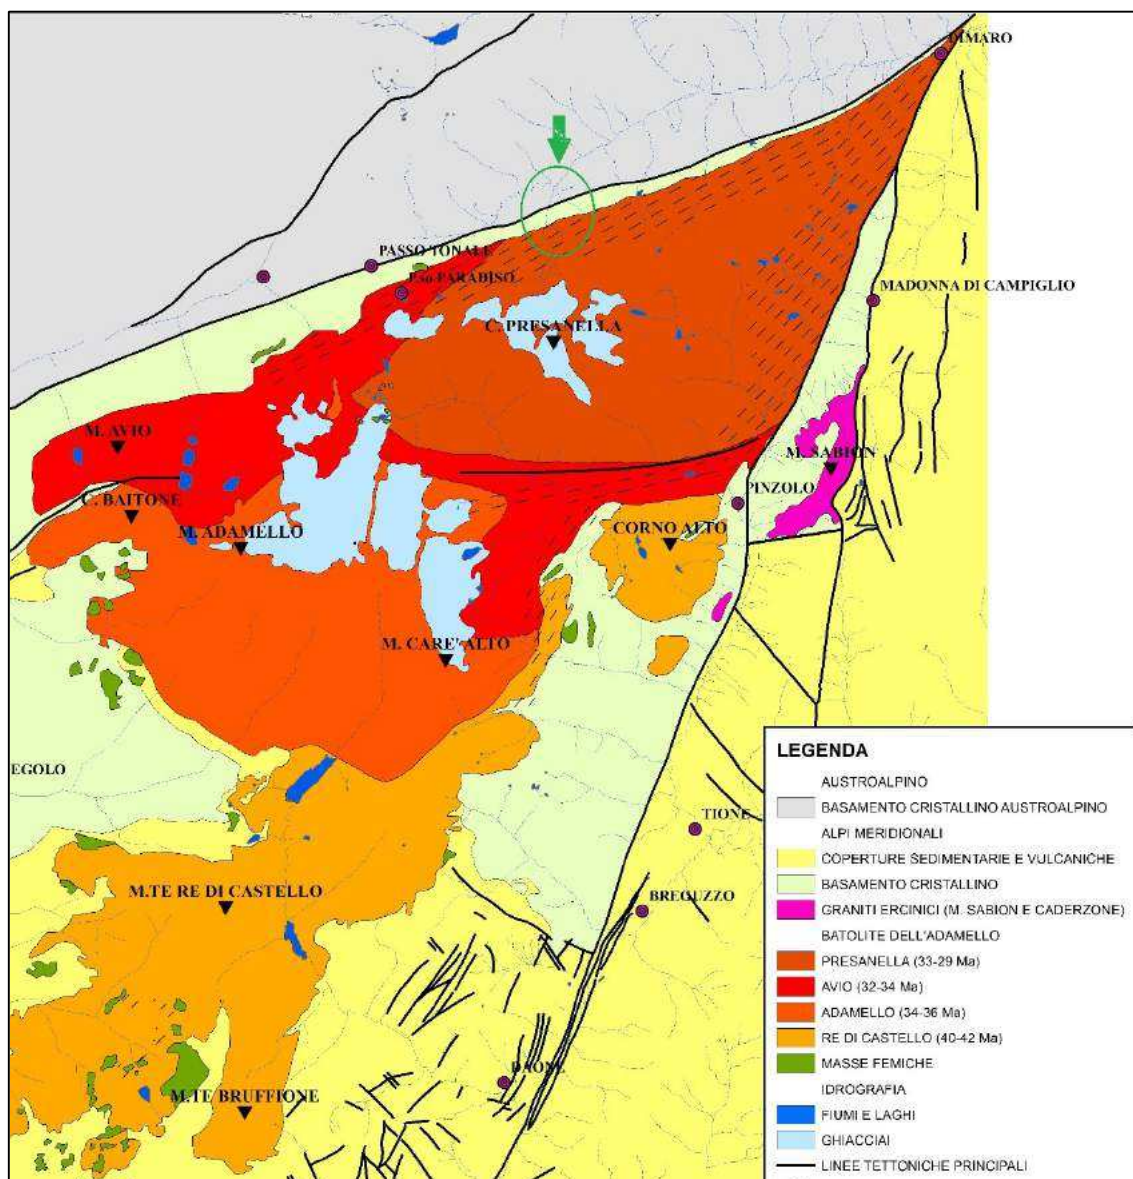 DIMARO
PASSO TONALE
P.so PARADISO
MADONNA DI CAMPIGLIO
C. PRESANELLA
M. AVIO
M. SABION
C. BAITONE
PINZOLO
M. ADAMELLO
CORNO ALTO
M. CARE' ALTO
EGOLO
TIONE
M.TE RE DI CASTELLO
BREGUZZO
DAONE
M.TE BRUFFIONE
LEGENDA
AUSTROALPINO
BASAMENTO CRISTALLINO AUSTROALPINO
ALPI MERIDIONALI
COPERTURE SEDIMENTARIE E VULCANICHE
BASAMENTO CRISTALLINO
GRANITI ERCINICI (M. SABION E CADERZONE)
BATOLITE DELL'ADAMELLO
PRESANELLA (33-29 Ma)
AVIO (32-34 Ma)
ADAMELLO (34-36 Ma)
RE DI CASTELLO (40-42 Ma)
MASSE FEMICHE
IDROGRAFIA
FIUMI E LAGHI
GHIACCIAI
LINEE TETTONICHE PRINCIPALI